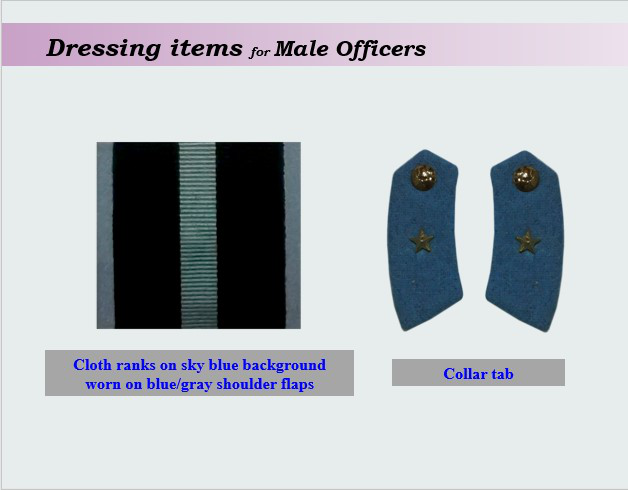 Dressing items for Male Officers
Cloth ranks on sky blue background
worn on blue/gray shoulder flaps
Collar tab